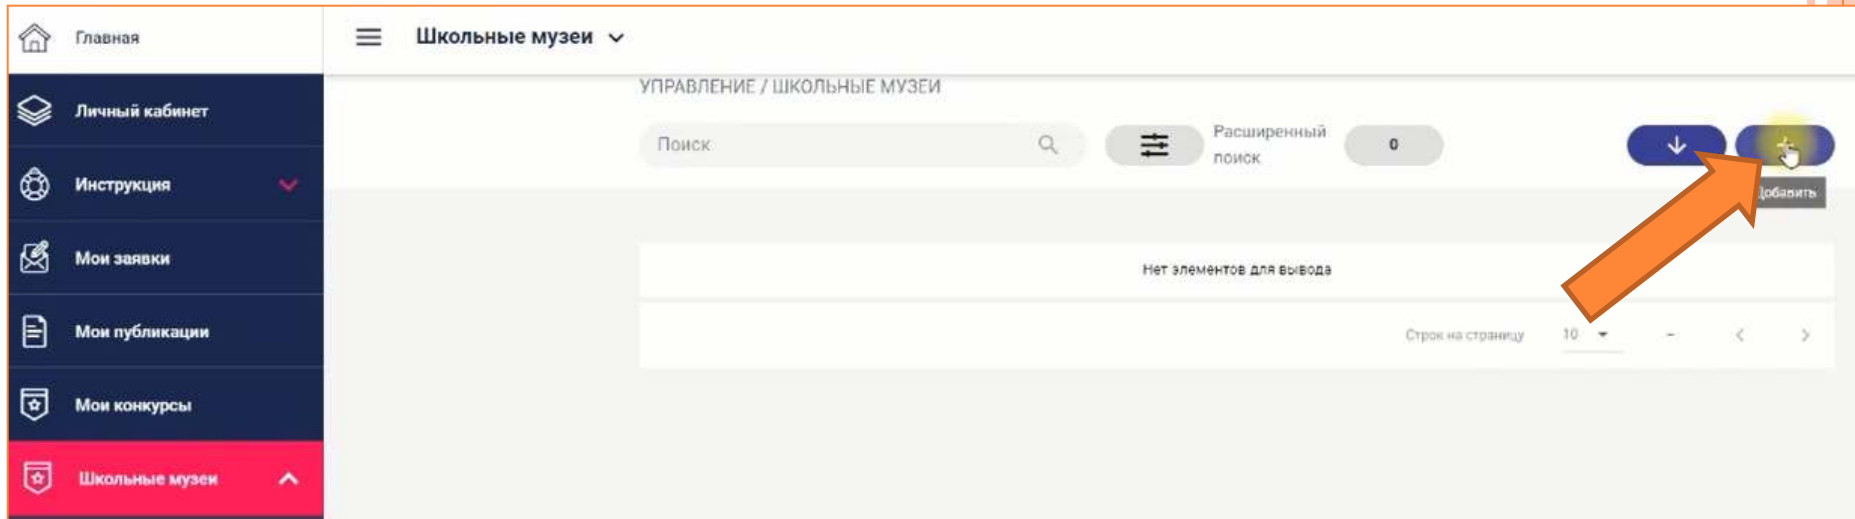 Главная
Школьные музеи
УПРАВЛЕНИЕ / ШКОЛЬНЫЕ МУЗЕИ
Личный кабинет
Поиск
Расширенный
поиск
0
Инструкция
Добавить
Мои заявки
Нет элементов для вывода
Мои публикации
Строк на страницу 10 –
Мои конкурсы
Школьные музеи